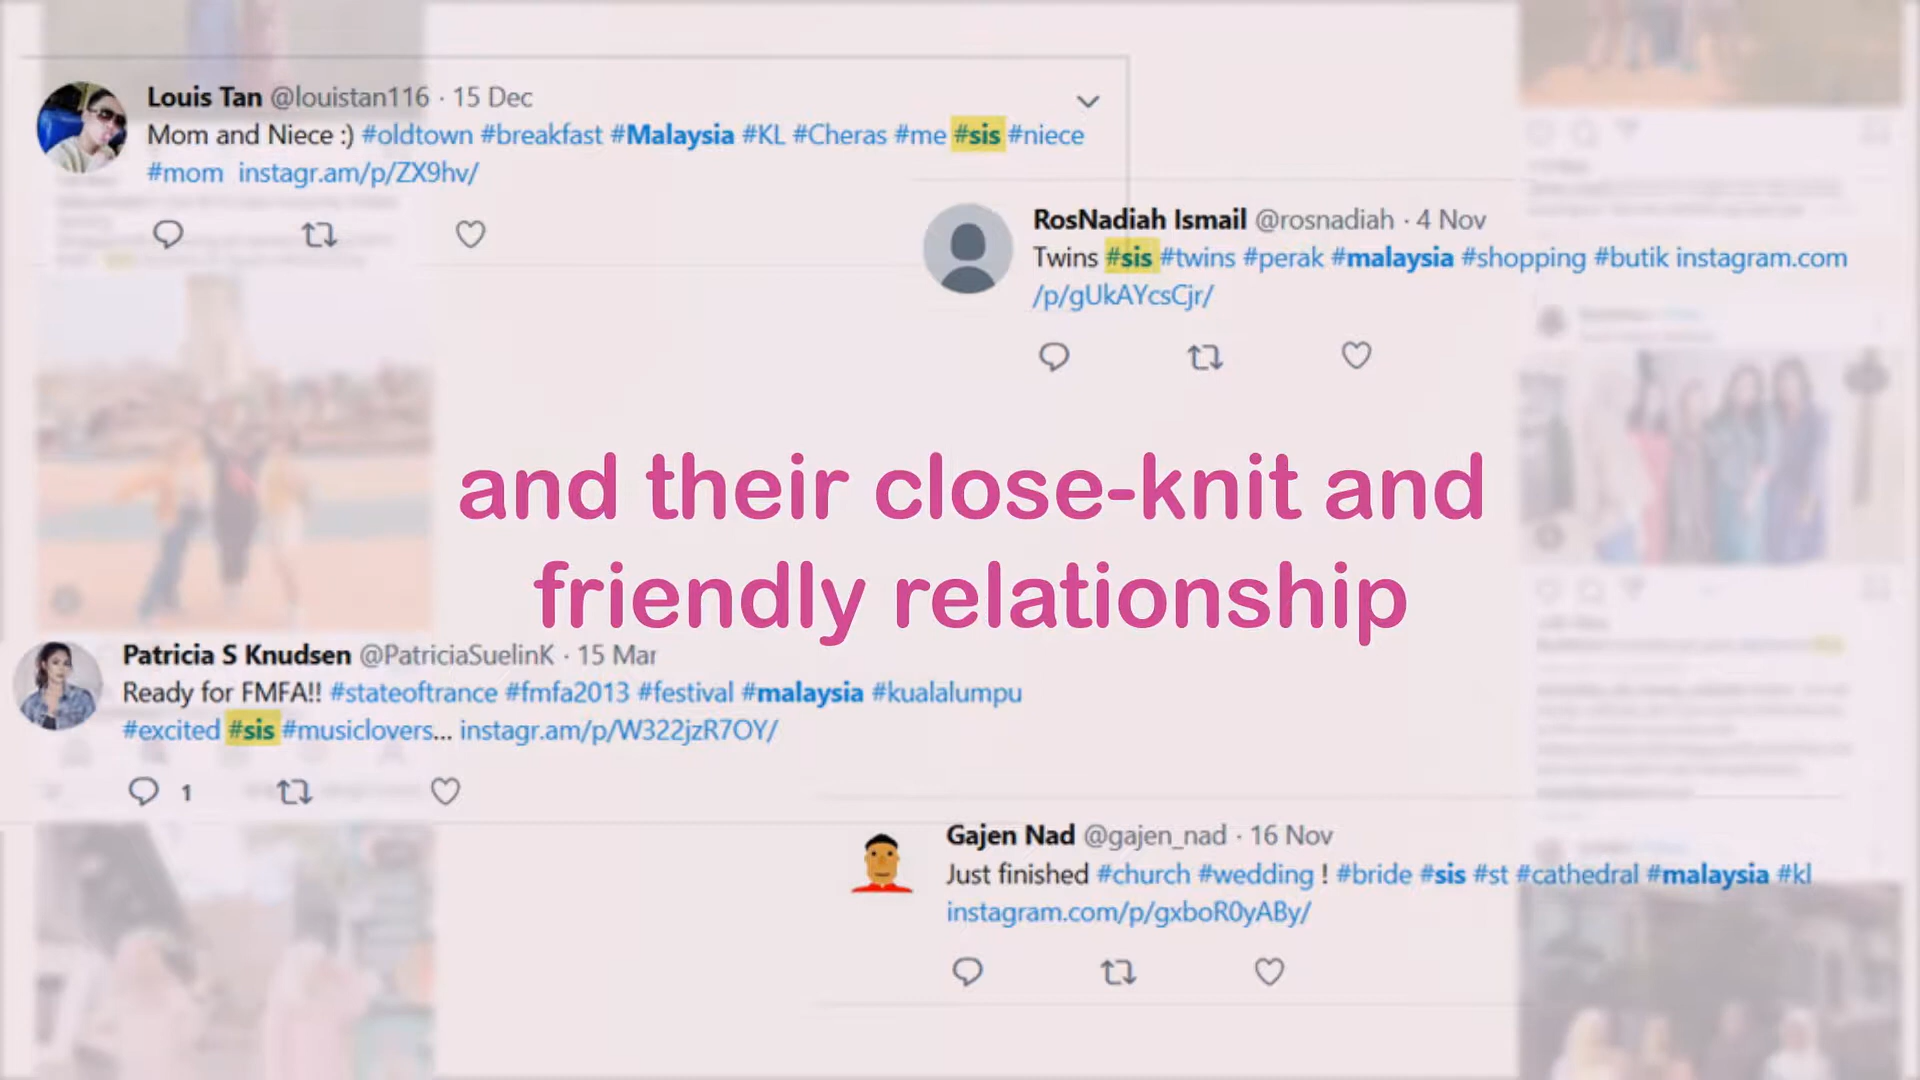 Louis Tan @louistan116 · 15 Dec
Mom and Niece :) #oldtown #breakfast #Malaysia #KL #Cheras #me #sis #niece
#mom instagr.am/p/ZX9hv/
RosNadiah Ismail @rosnadiah · 4 Nov
Twins #sis #twins #perak #malaysia #shopping #butik instagram.com
/p/gUkAYcsCjr/
and their close-knit and
friendly relationship
Patricia S Knudsen @PatriciaSuelinK · 15 Mar
Ready for FMFA!! #stateoftrance #fmfa2013 #festival #malaysia #kualalumpu
#excited #sis #musiclovers... instagr.am/p/W322jzR7OY/
1
Gajen Nad @gajen_nad · 16 Nov
Just finished #church #wedding ! #bride #sis #st #cathedral #malaysia #kl
instagram.com/p/gxboR0yABy/